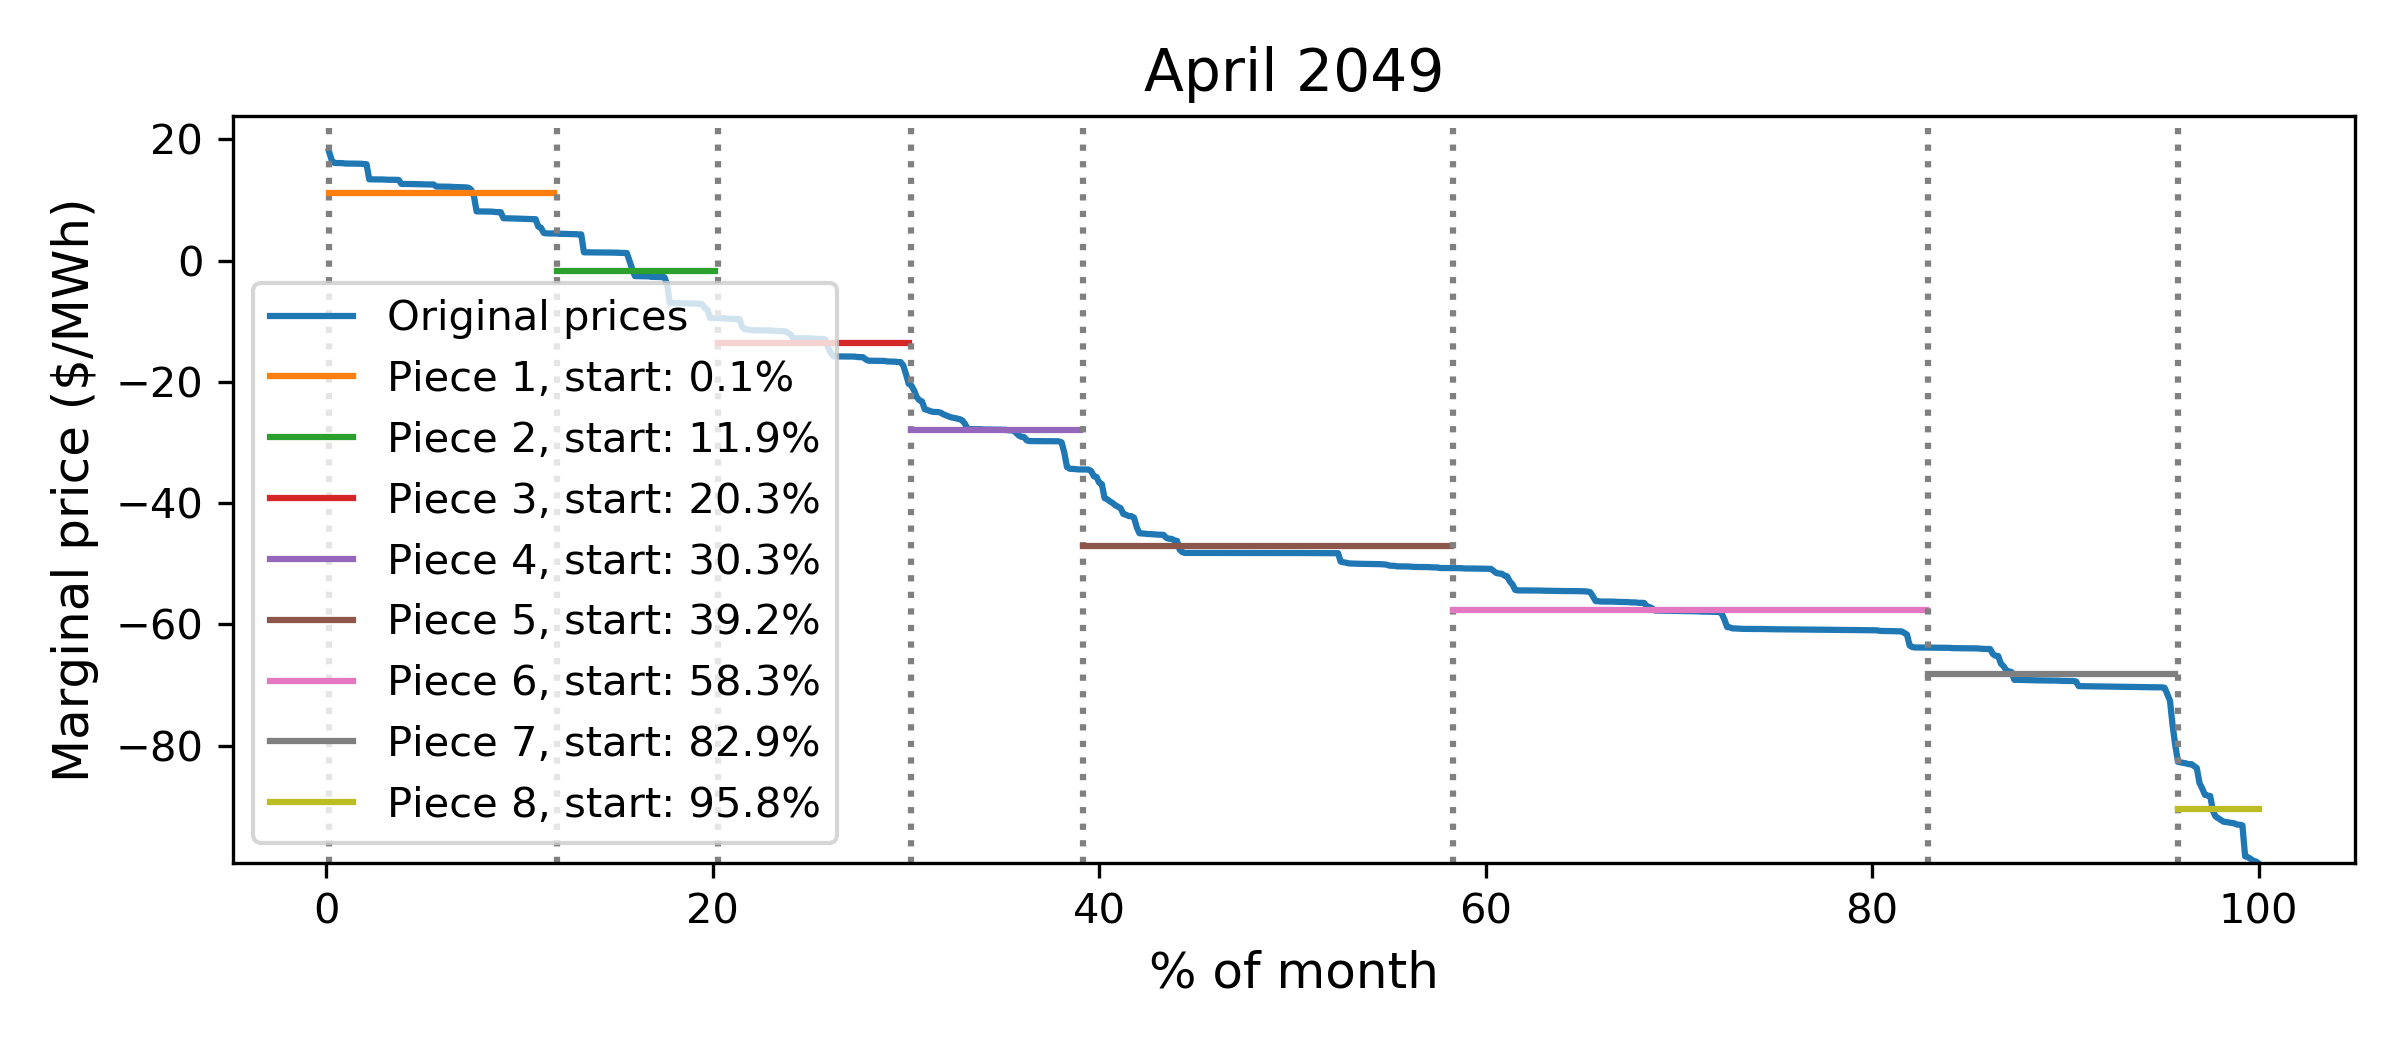 April 2049
Marginal price ($/MWh)
20
0
−20
−40
−60
−80
Original prices
Piece 1, start: 0.1%
Piece 2, start: 11.9%
Piece 3, start: 20.3%
Piece 4, start: 30.3%
Piece 5, start: 39.2%
Piece 6, start: 58.3%
Piece 7, start: 82.9%
Piece 8, start: 95.8%
0 20 40 60 80 100
% of month